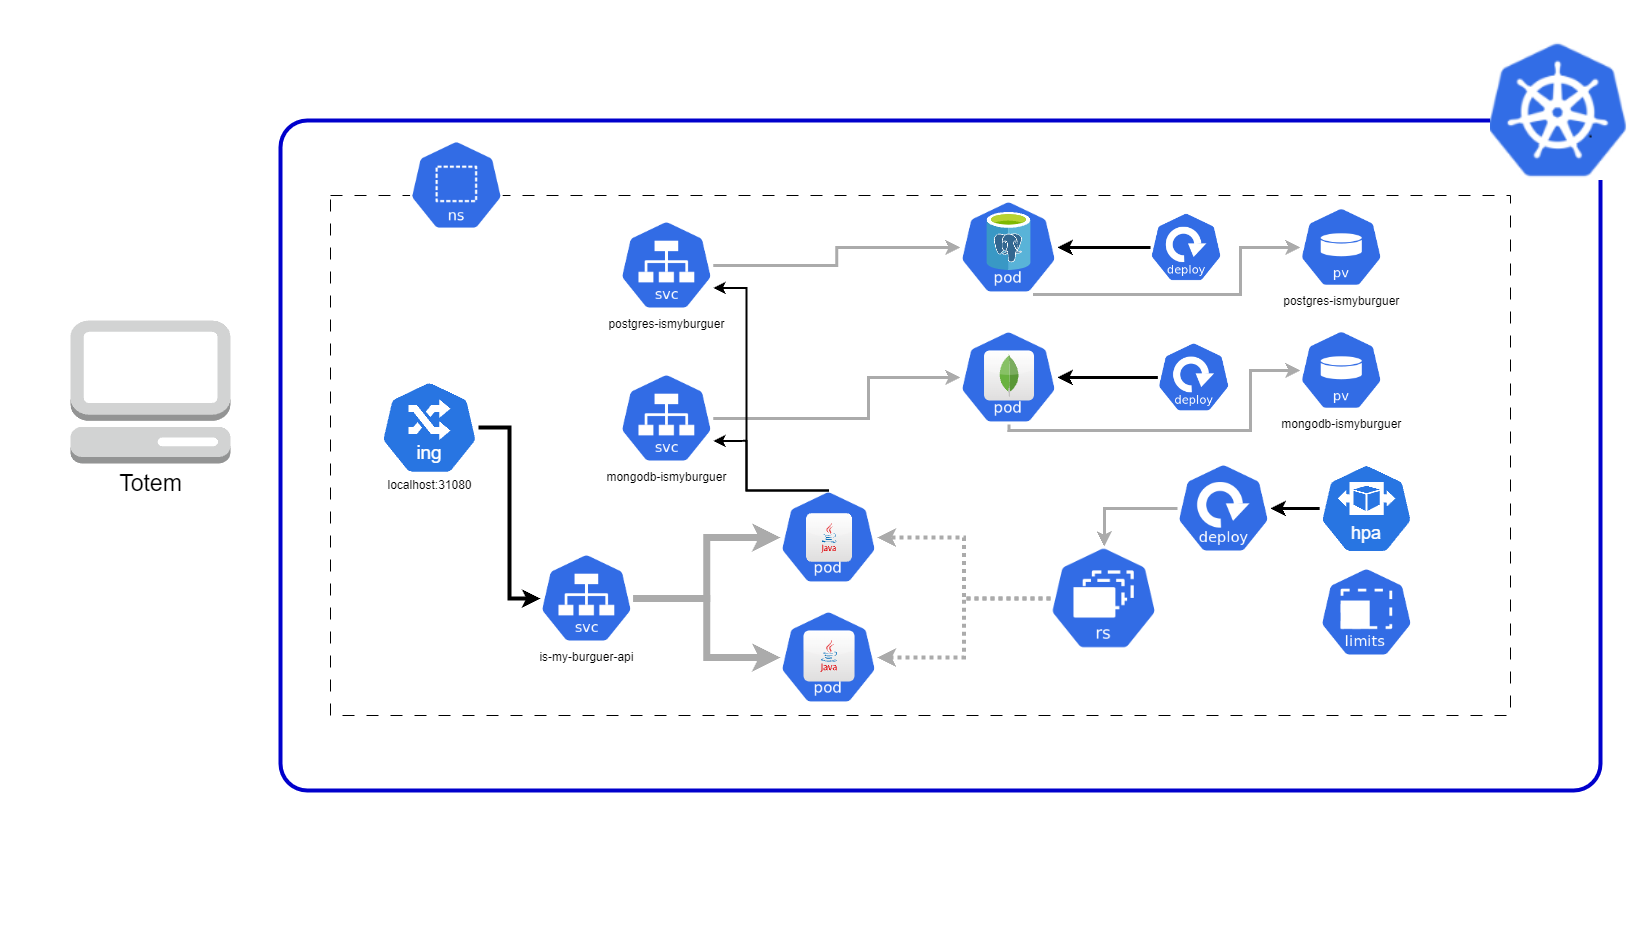 ns
svc
postgres-ismyburguer
pod
deploy
pv
postgres-ismyburguer
Totem
ing
localhost:31080
svc
mongodb-ismyburguer
pod
deploy
pv
mongodb-ismyburguer
svc
is-my-burguer-api
Java
pod
Java
pod
rs
deploy
hpa
limits